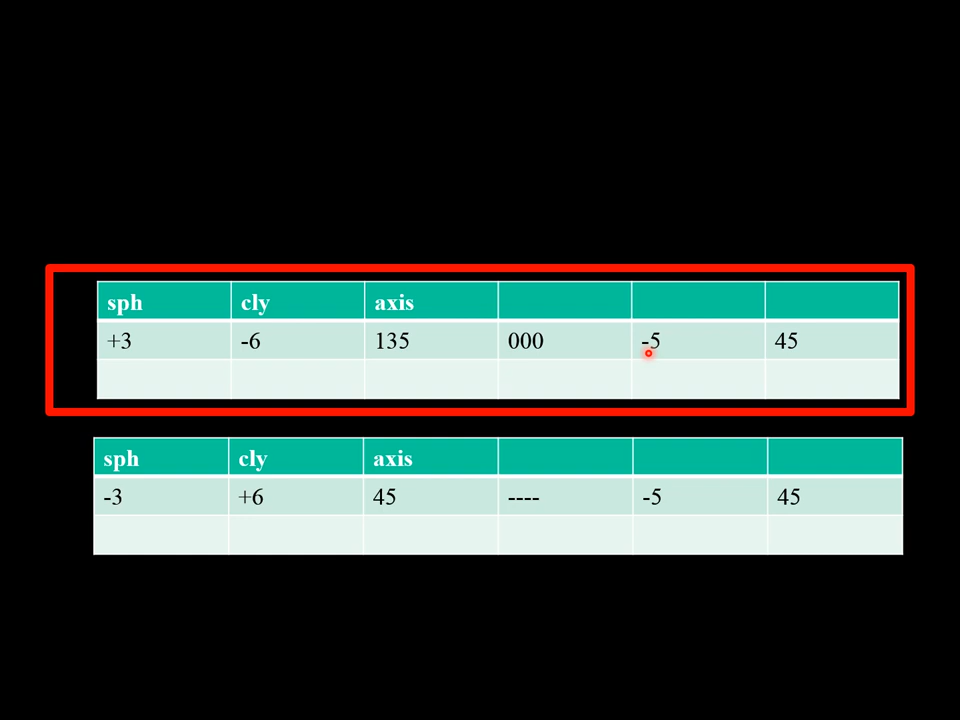 sph cly axis
+3 -6 135 000 -5 45
sph cly axis
-3 +6 45 ---- -5 45